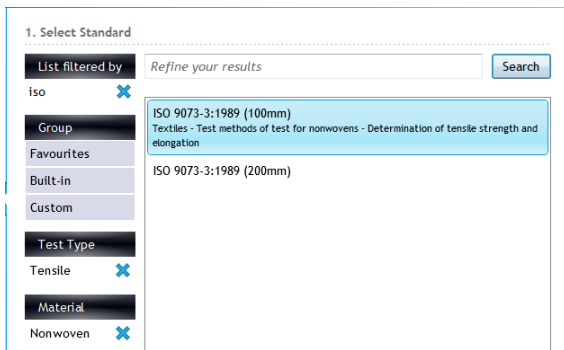 1. Select Standard
List filtered by
iso
Group
Favourites
Built-in
Custom
Test Type
Tensile
Material
Nonwoven
Refine your results
Search
ISO 9073-3:1989 (100mm)
Textiles - Test methods of test for nonwovens - Determination of tensile strength and
elongation
ISO 9073-3:1989 (200mm)